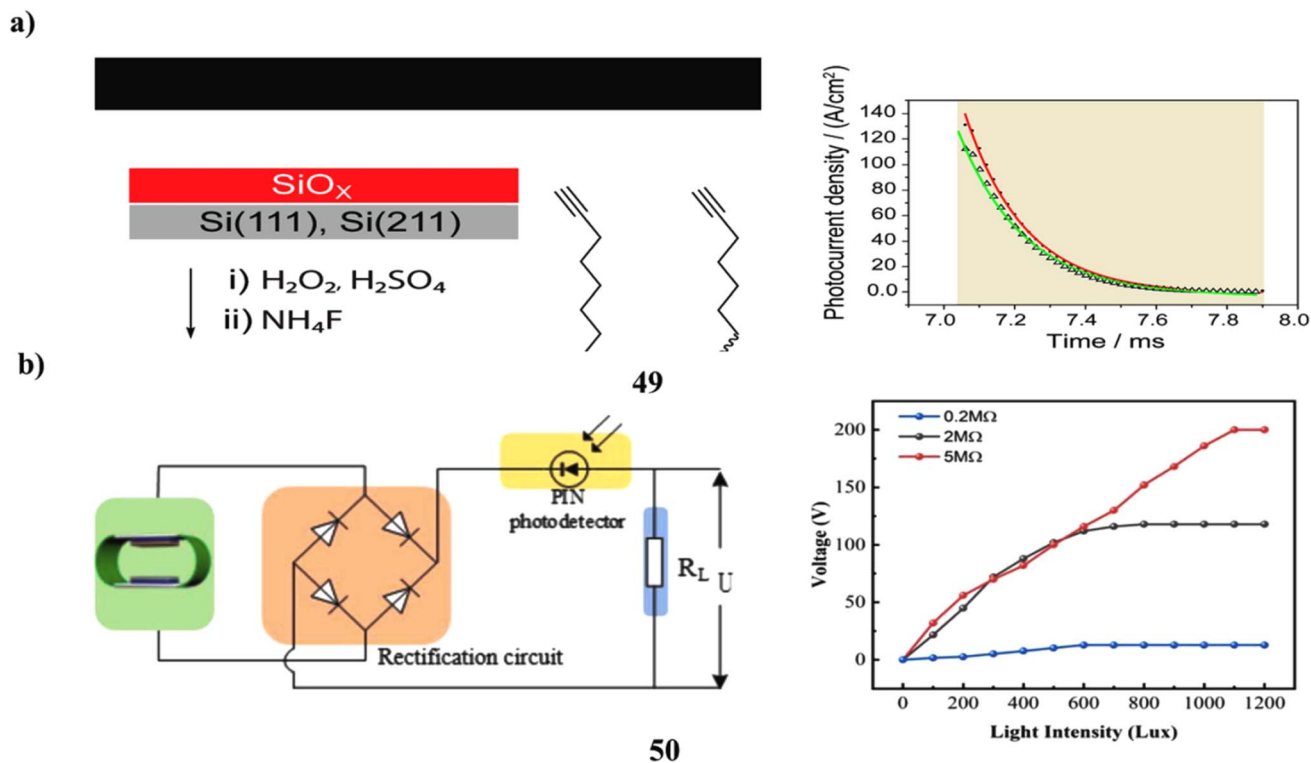 a)
SiOₓ
Si(111), Si(211)
i) H₂O₂, H₂SO₄
ii) NH₄F
Photocurrent density / (A/cm²)
140
120
100
80
60
40
20
0.0
7.0 7.2 7.4 7.6 7.8 8.0
Time / ms
49
b)
PIN
photodetector
R_L U
Rectification circuit
0.2MΩ
2MΩ
5MΩ
Voltage (V)
200
150
100
50
0
0 200 400 600 800 1000 1200
Light Intensity (Lux)
50